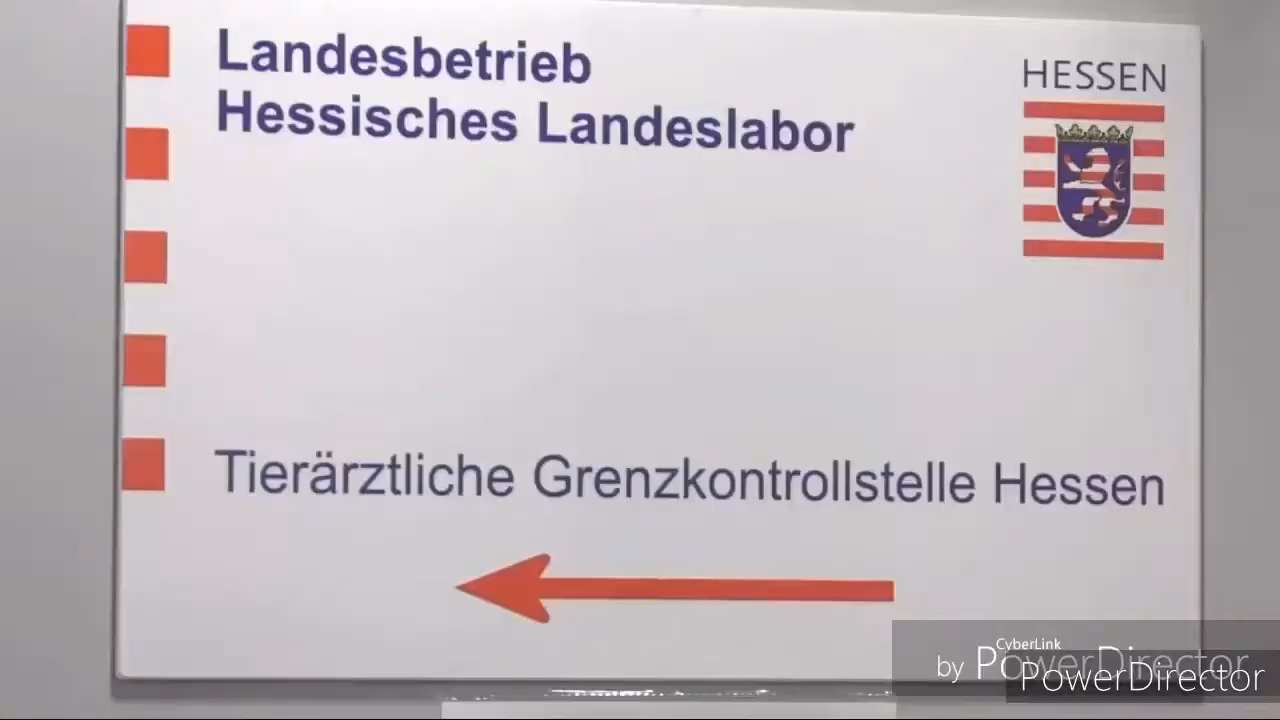 Landesbetrieb
Hessisches Landeslabor
HESSEN
Tierärztliche Grenzkontrollstelle Hessen
CyberLink
by PowerDirector
PowerDirector